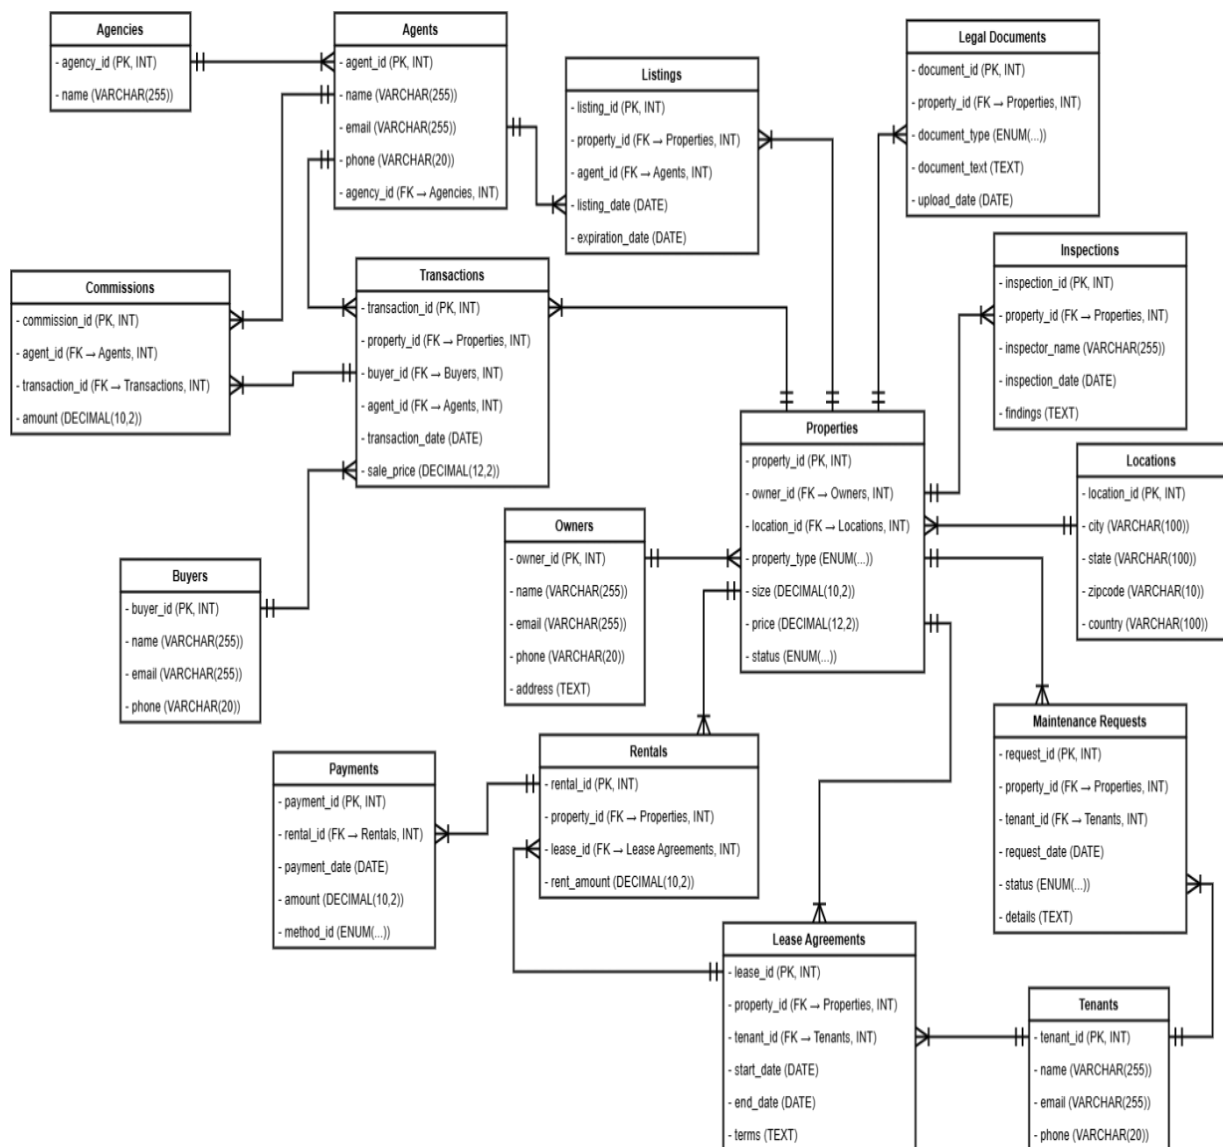 Agencies
- agency_id (PK, INT)
- name (VARCHAR(255))
Agents
- agent_id (PK, INT)
- name (VARCHAR(255))
- email (VARCHAR(255))
- phone (VARCHAR(20))
- agency_id (FK → Agencies, INT)
Listings
- listing_id (PK, INT)
- property_id (FK → Properties, INT)
- agent_id (FK → Agents, INT)
- listing_date (DATE)
- expiration_date (DATE)
Legal Documents
- document_id (PK, INT)
- property_id (FK → Properties, INT)
- document_type (ENUM(...))
- document_text (TEXT)
- upload_date (DATE)
Inspections
- inspection_id (PK, INT)
- property_id (FK → Properties, INT)
- inspector_name (VARCHAR(255))
- inspection_date (DATE)
- findings (TEXT)
Commissions
- commission_id (PK, INT)
- agent_id (FK → Agents, INT)
- transaction_id (FK → Transactions, INT)
- amount (DECIMAL(10,2))
Transactions
- transaction_id (PK, INT)
- property_id (FK → Properties, INT)
- buyer_id (FK → Buyers, INT)
- agent_id (FK → Agents, INT)
- transaction_date (DATE)
- sale_price (DECIMAL(12,2))
Properties
- property_id (PK, INT)
- owner_id (FK → Owners, INT)
- location_id (FK → Locations, INT)
- property_type (ENUM(...))
- size (DECIMAL(10,2))
- price (DECIMAL(12,2))
- status (ENUM(...))
Locations
- location_id (PK, INT)
- city (VARCHAR(100))
- state (VARCHAR(100))
- zipcode (VARCHAR(10))
- country (VARCHAR(100))
Owners
- owner_id (PK, INT)
- name (VARCHAR(255))
- email (VARCHAR(255))
- phone (VARCHAR(20))
- address (TEXT)
Buyers
- buyer_id (PK, INT)
- name (VARCHAR(255))
- email (VARCHAR(255))
- phone (VARCHAR(20))
Payments
- payment_id (PK, INT)
- rental_id (FK → Rentals, INT)
- payment_date (DATE)
- amount (DECIMAL(10,2))
- method_id (ENUM(...))
Rentals
- rental_id (PK, INT)
- property_id (FK → Properties, INT)
- lease_id (FK → Lease Agreements, INT)
- rent_amount (DECIMAL(10,2))
Maintenance Requests
- request_id (PK, INT)
- property_id (FK → Properties, INT)
- tenant_id (FK → Tenants, INT)
- request_date (DATE)
- status (ENUM(...))
- details (TEXT)
Lease Agreements
- lease_id (PK, INT)
- property_id (FK → Properties, INT)
- tenant_id (FK → Tenants, INT)
- start_date (DATE)
- end_date (DATE)
- terms (TEXT)
Tenants
- tenant_id (PK, INT)
- name (VARCHAR(255))
- email (VARCHAR(255))
- phone (VARCHAR(20))